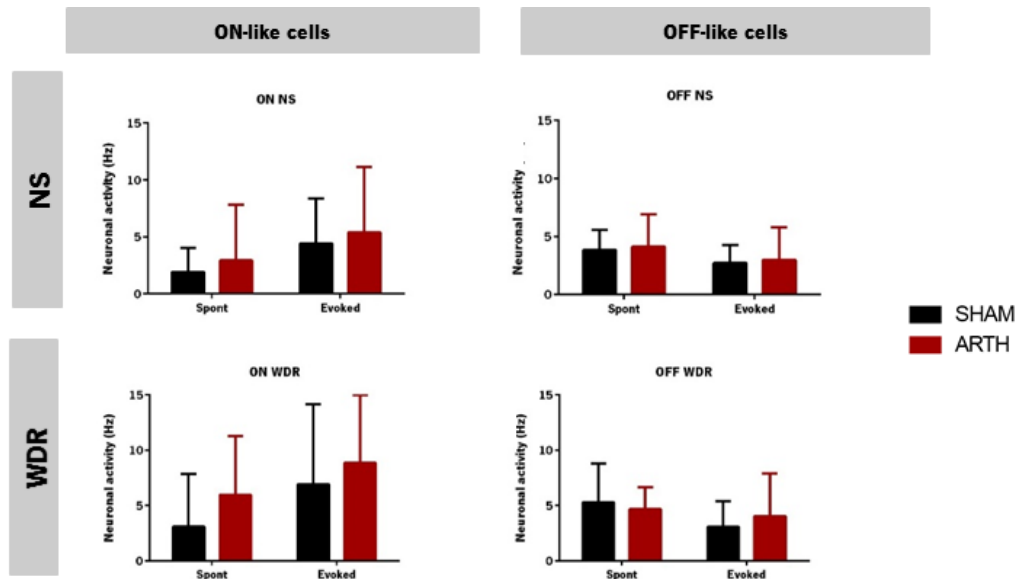 ON-like cells
OFF-like cells
NS
ON NS
Neuronal activity (Hz)
15
10
5
0
Spont
Evoked
OFF NS
Neuronal activity
15
10
5
0
Spont
Evoked
SHAM
ARTH
WDR
ON WDR
Neuronal activity (Hz)
15
10
5
0
Spont
Evoked
OFF WDR
Neuronal activity (Hz)
15
10
5
0
Spont
Evoked